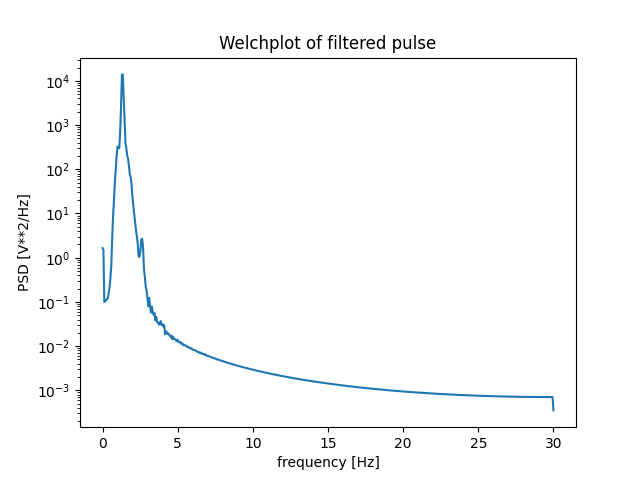 Welchplot of filtered pulse
PSD [V**2/Hz]
10⁴
10³
10²
10¹
10⁰
10⁻¹
10⁻²
10⁻³
0 5 10 15 20 25 30
frequency [Hz]